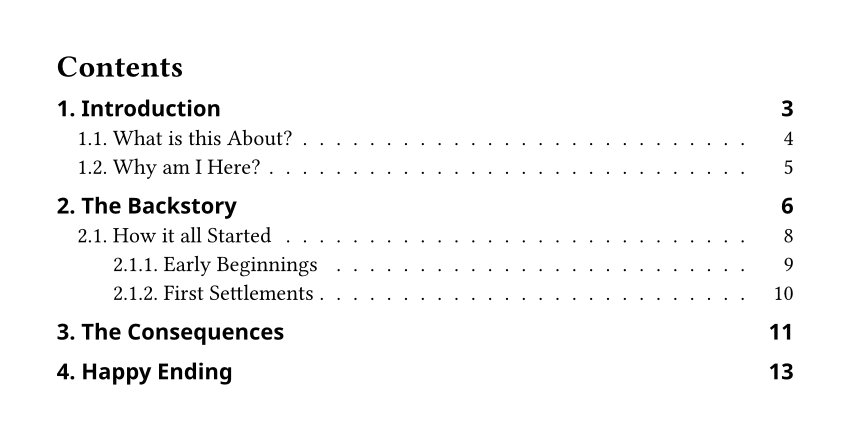 Contents
1. Introduction 3
1.1. What is this About? . . . . . . . . . . . . . . . . . . . . . . . . . . . 4
1.2. Why am I Here? . . . . . . . . . . . . . . . . . . . . . . . . . . . . . 5
2. The Backstory 6
2.1. How it all Started . . . . . . . . . . . . . . . . . . . . . . . . . . . . 8
2.1.1. Early Beginnings . . . . . . . . . . . . . . . . . . . . . . . . . 9
2.1.2. First Settlements . . . . . . . . . . . . . . . . . . . . . . . . . . 10
3. The Consequences 11
4. Happy Ending 13